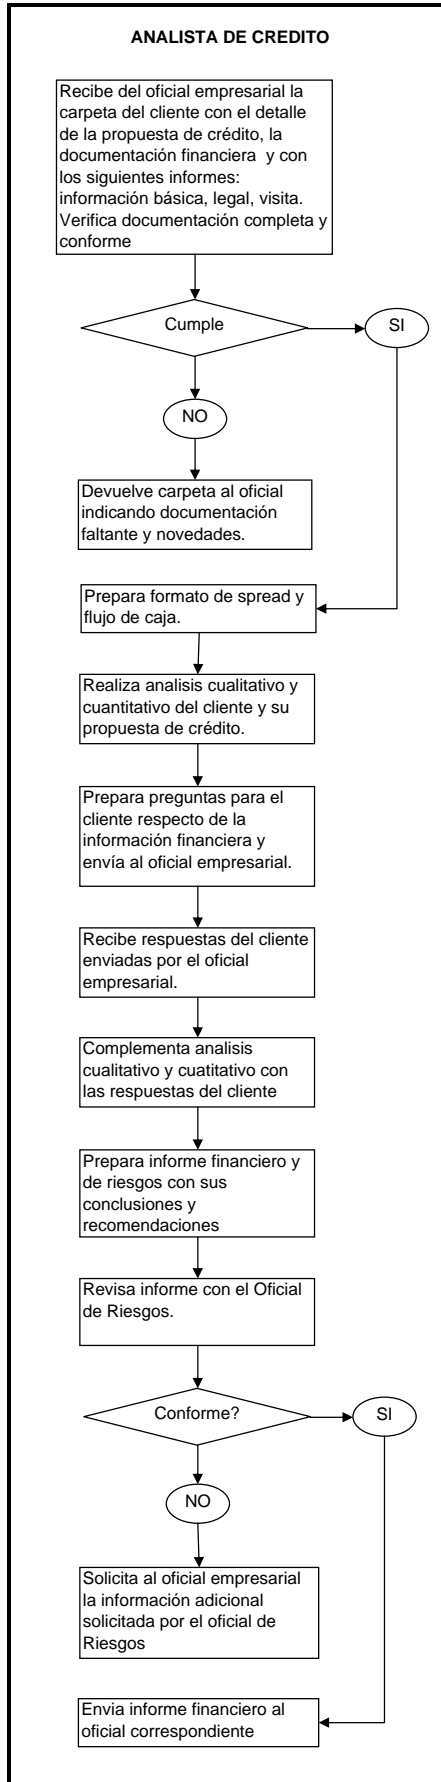 ANALISTA DE CREDITO
Recibe del oficial empresarial la
carpeta del cliente con el detalle
de la propuesta de crédito, la
documentación financiera y con
los siguientes informes:
información básica, legal, visita.
Verifica documentación completa y
conforme
Cumple
SI
NO
Devuelve carpeta al oficial
indicando documentación
faltante y novedades.
Prepara formato de spread y
flujo de caja.
Realiza analisis cualitativo y
cuantitativo del cliente y su
propuesta de crédito.
Prepara preguntas para el
cliente respecto de la
información financiera y
envía al oficial empresarial.
Recibe respuestas del cliente
enviadas por el oficial
empresarial.
Complementa analisis
cualitativo y cuatitativo con
las respuestas del cliente
Prepara informe financiero y
de riesgos con sus
conclusiones y
recomendaciones
Revisa informe con el Oficial
de Riesgos.
Conforme?
SI
NO
Solicita al oficial empresarial
la información adicional
solicitada por el oficial de
Riesgos
Envia informe financiero al
oficial correspondiente